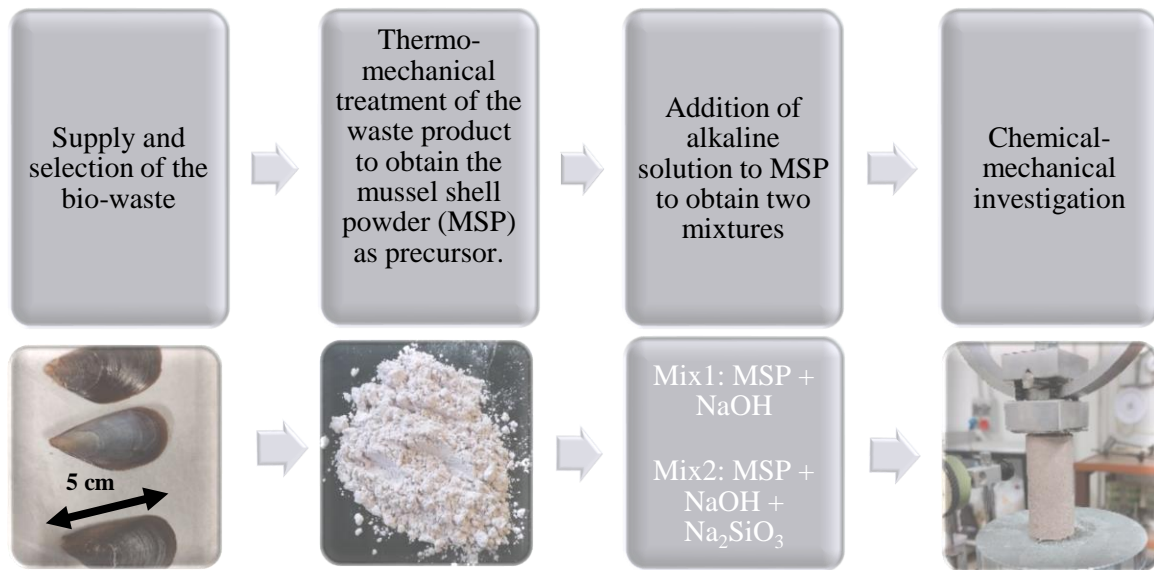 Supply and
selection of the
bio-waste
Thermo-
mechanical
treatment of the
waste product
to obtain the
mussel shell
powder (MSP)
as precursor.
Addition of
alkaline
solution to MSP
to obtain two
mixtures
Chemical-
mechanical
investigation
5 cm
Mix1: MSP +
NaOH
Mix2: MSP +
NaOH +
Na₂SiO₃